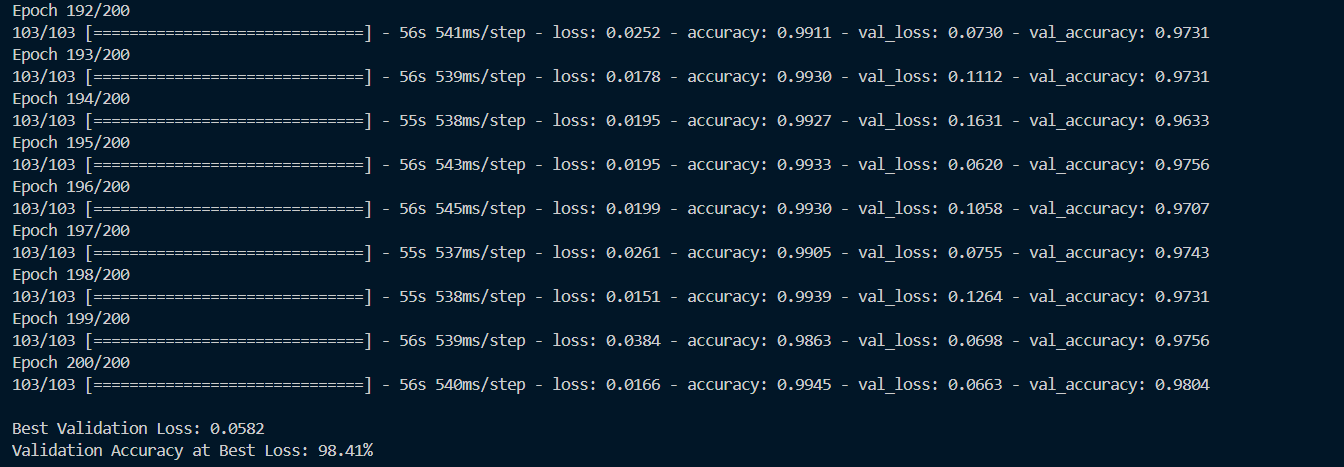 Epoch 192/200
103/103 [==============================] - 56s 541ms/step - loss: 0.0252 - accuracy: 0.9911 - val_loss: 0.0730 - val_accuracy: 0.9731
Epoch 193/200
103/103 [==============================] - 56s 539ms/step - loss: 0.0178 - accuracy: 0.9930 - val_loss: 0.1112 - val_accuracy: 0.9731
Epoch 194/200
103/103 [==============================] - 55s 538ms/step - loss: 0.0195 - accuracy: 0.9927 - val_loss: 0.1631 - val_accuracy: 0.9633
Epoch 195/200
103/103 [==============================] - 56s 543ms/step - loss: 0.0195 - accuracy: 0.9933 - val_loss: 0.0620 - val_accuracy: 0.9756
Epoch 196/200
103/103 [==============================] - 56s 545ms/step - loss: 0.0199 - accuracy: 0.9930 - val_loss: 0.1058 - val_accuracy: 0.9707
Epoch 197/200
103/103 [==============================] - 55s 537ms/step - loss: 0.0261 - accuracy: 0.9905 - val_loss: 0.0755 - val_accuracy: 0.9743
Epoch 198/200
103/103 [==============================] - 55s 538ms/step - loss: 0.0151 - accuracy: 0.9939 - val_loss: 0.1264 - val_accuracy: 0.9731
Epoch 199/200
103/103 [==============================] - 56s 539ms/step - loss: 0.0384 - accuracy: 0.9863 - val_loss: 0.0698 - val_accuracy: 0.9756
Epoch 200/200
103/103 [==============================] - 56s 540ms/step - loss: 0.0166 - accuracy: 0.9945 - val_loss: 0.0663 - val_accuracy: 0.9804
Best Validation Loss: 0.0582
Validation Accuracy at Best Loss: 98.41%